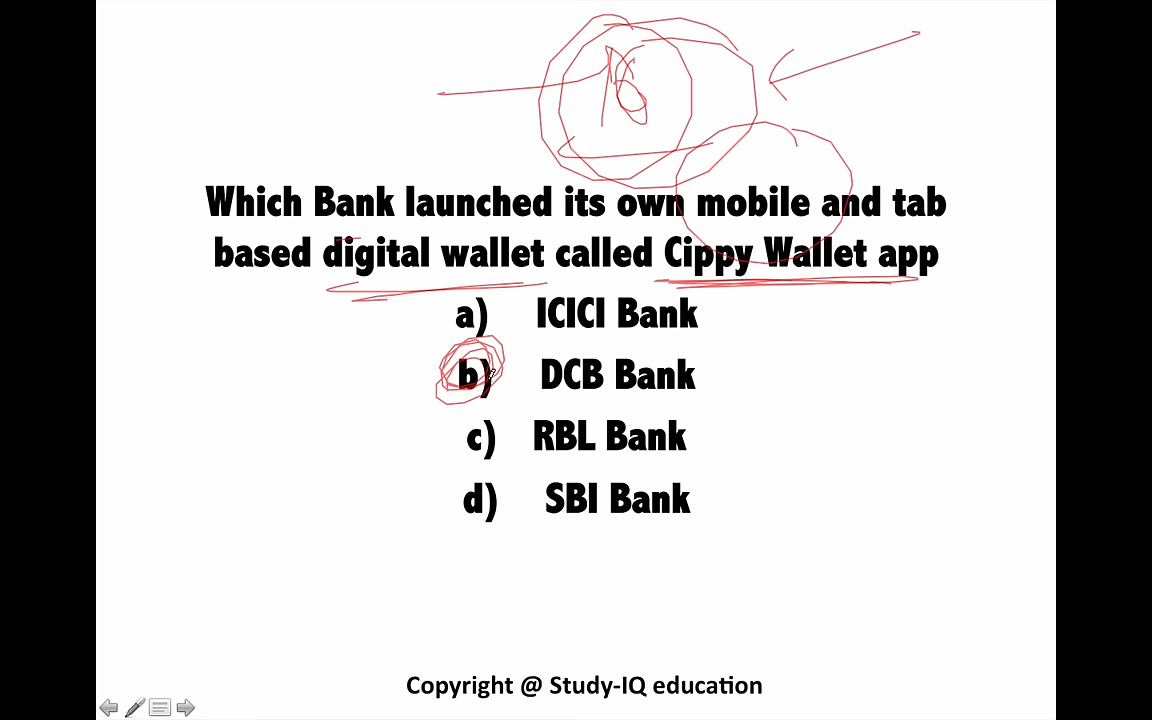 Which Bank launched its own mobile and tab
based digital wallet called Cippy Wallet app
a) ICICI Bank
b) DCB Bank
c) RBL Bank
d) SBI Bank
Copyright @ Study-IQ education